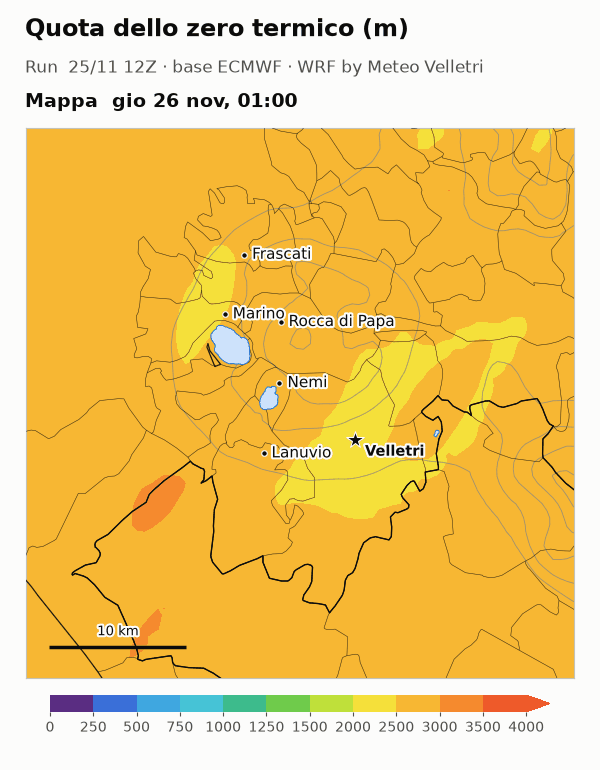 Quota dello zero termico (m)
Run  25/11 12Z · base ECMWF · WRF by Meteo Velletri
Mappa  gio 26 nov, 01:00
Frascati
Marino
Rocca di Papa
Nemi
Velletri
Lanuvio
10 km
0 250 500 750 1000 1250 1500 2000 2500 3000 3500 4000